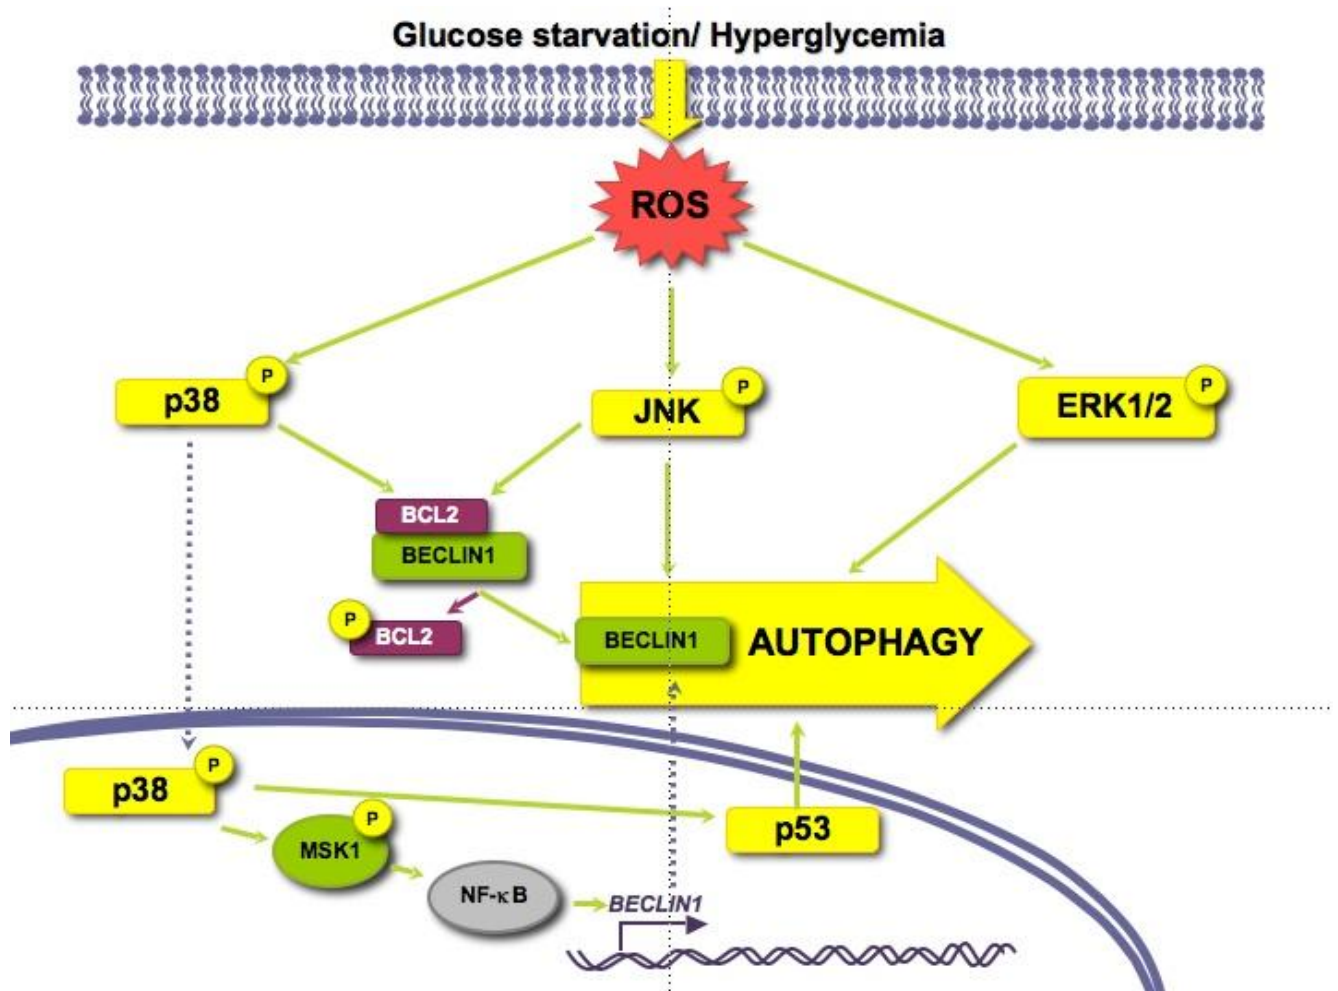 Glucose starvation/ Hyperglycemia
ROS
p38
P
JNK
P
ERK1/2
P
BCL2
BECLIN1
P
BCL2
BECLIN1
AUTOPHAGY
p38
P
MSK1
P
p53
NF-κB
BECLIN1